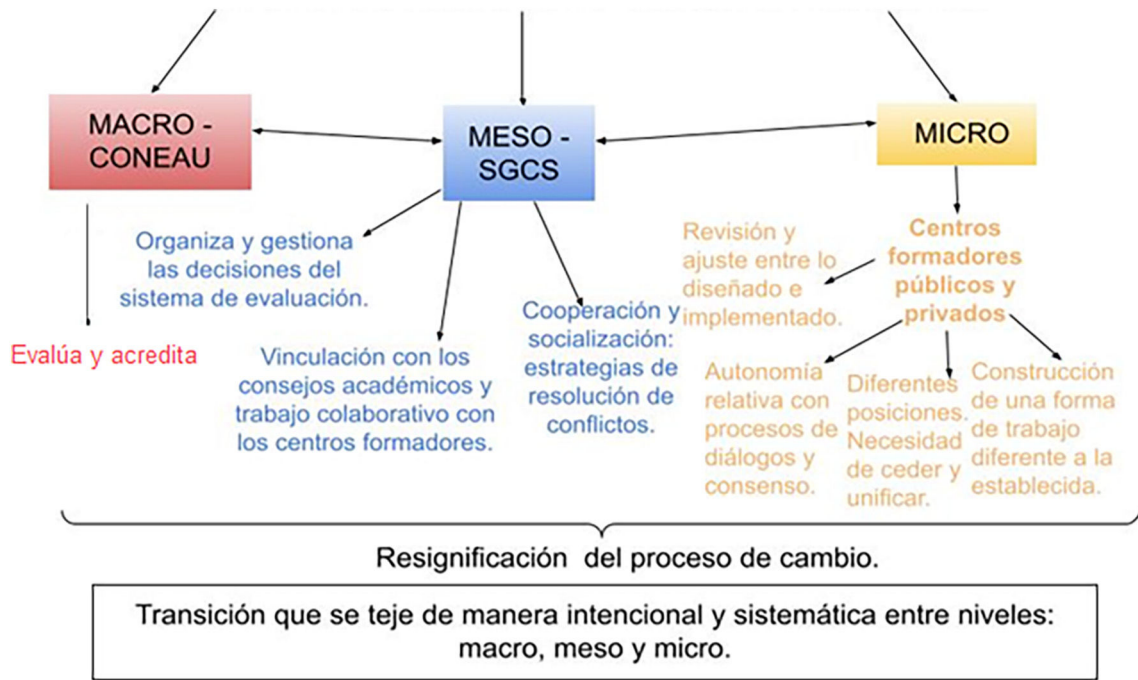 MACRO -
CONEAU
MESO -
SGCS
MICRO
Evalúa y acredita
Organiza y gestiona
las decisiones del
sistema de evaluación.
Vinculación con los
consejos académicos y
trabajo colaborativo con
los centros formadores.
Cooperación y
socialización:
estrategias de
resolución de
conflictos.
Centros
formadores
públicos y
privados
Revisión y
ajuste entre lo
diseñado e
implementado.
Autonomía
relativa con
procesos de
diálogos y
consenso.
Diferentes
posiciones.
Necesidad
de ceder y
unificar.
Construcción
de una forma
de trabajo
diferente a la
establecida.
Resignificación del proceso de cambio.
Transición que se teje de manera intencional y sistemática entre niveles:
macro, meso y micro.